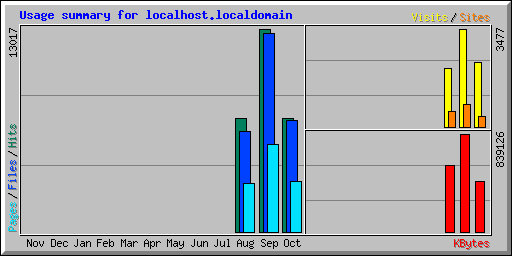 Usage summary for localhost.localdomain
Visits / Sites
13017
3477
Pages / Files / Hits
839126
Nov Dec Jan Feb Mar Apr May Jun Jul Aug Sep Oct
KBytes